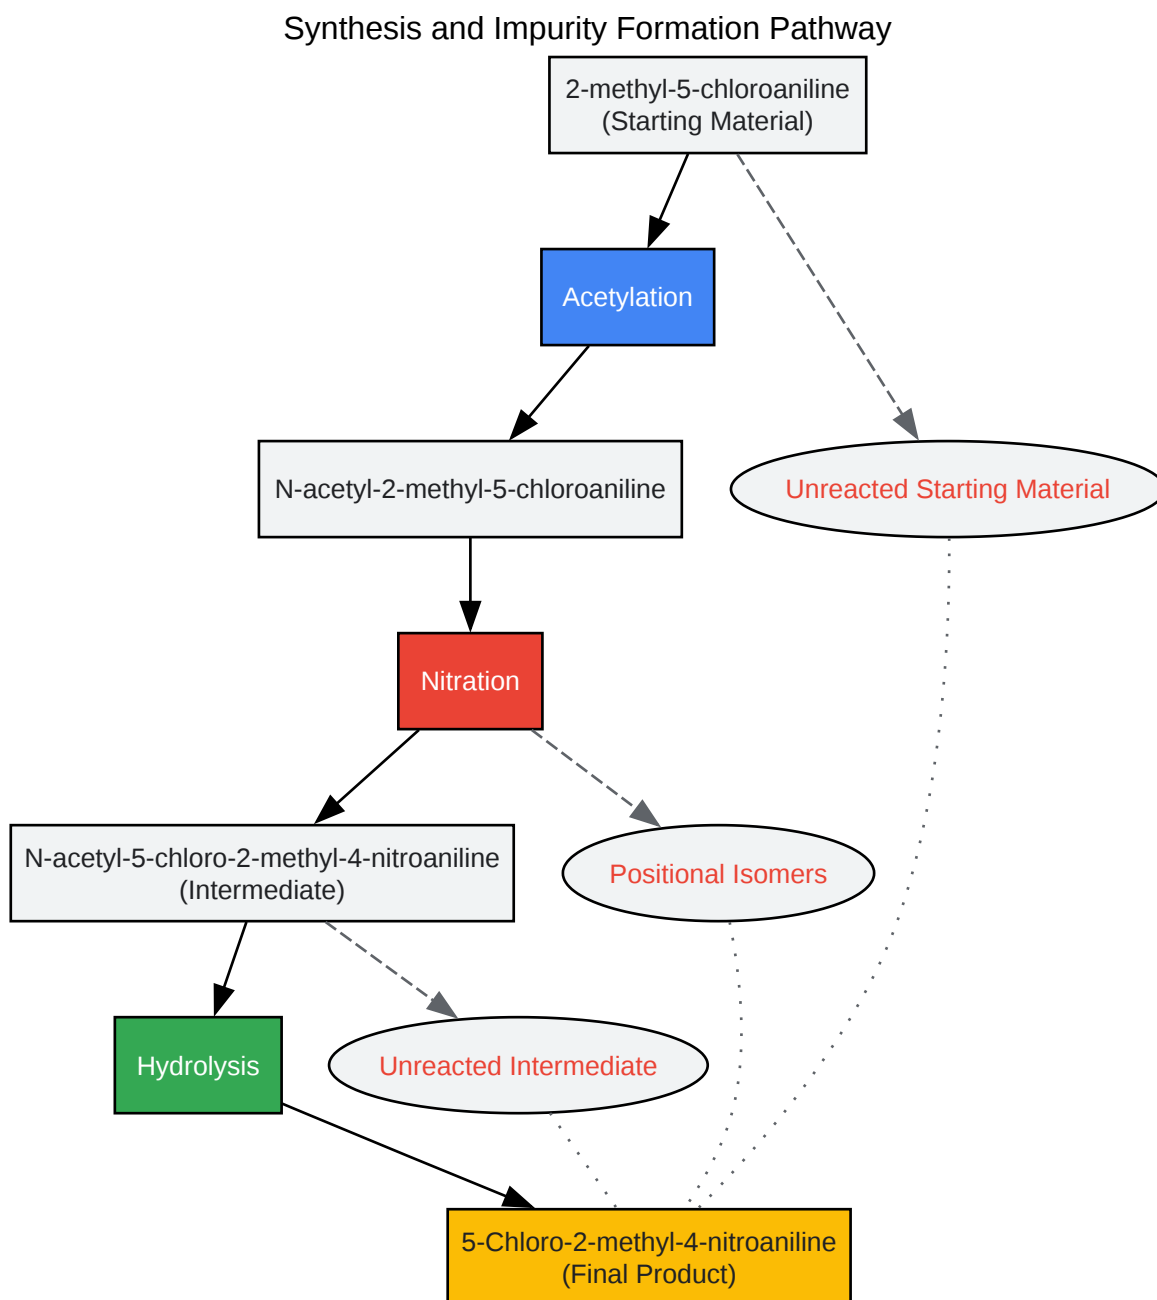 Synthesis and Impurity Formation Pathway
2-methyl-5-chloroaniline
(Starting Material)
Acetylation
N-acetyl-2-methyl-5-chloroaniline
Unreacted Starting Material
Nitration
N-acetyl-5-chloro-2-methyl-4-nitroaniline
(Intermediate)
Positional Isomers
Hydrolysis
Unreacted Intermediate
5-Chloro-2-methyl-4-nitroaniline
(Final Product)